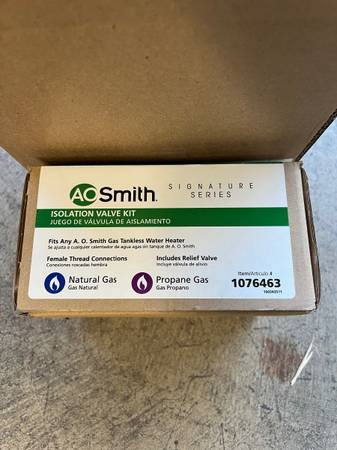 AO Smith.
SIGNATURE
SERIES
ISOLATION VALVE KIT
JUEGO DE VÁLVULA DE AISLAMIENTO
Fits Any A. O. Smith Gas Tankless Water Heater
Se ajusta a cualquier calentador de agua agas sin tanque de A. O. Smith
Female Thread Connections
Conexiones roscadas hembra
Includes Relief Valve
Incluye válvula de alivio
Natural Gas
Gas Natural
Propane Gas
Gas Propano
Item/Artículo #
1076463